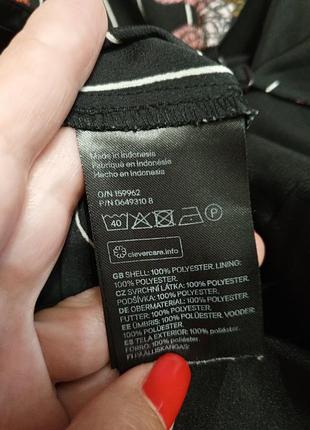 Made in Indonesia
Fabriqué en Indonésie
Hecho en Indonesia
O/N 159962
P/N 0649310 8
40 P
clevercare.info
GB SHELL: 100% POLYESTER. LINING:
100% POLYESTER
CZ SVRCHNÍ LÁTKA: 100% POLYESTER.
PODŠÍVKA: 100% POLYESTER
DE OBERMATERIAL: 100% POLYESTER.
FUTTER: 100% POLYESTER
EE ÜMBRIS: 100% POLÜESTER. VOODER:
100% POLÜESTER
ES TELA EXTERIOR: 100% poliéster.
FORRO: 100% poliéster
FI PÄÄLLISKANGAS: